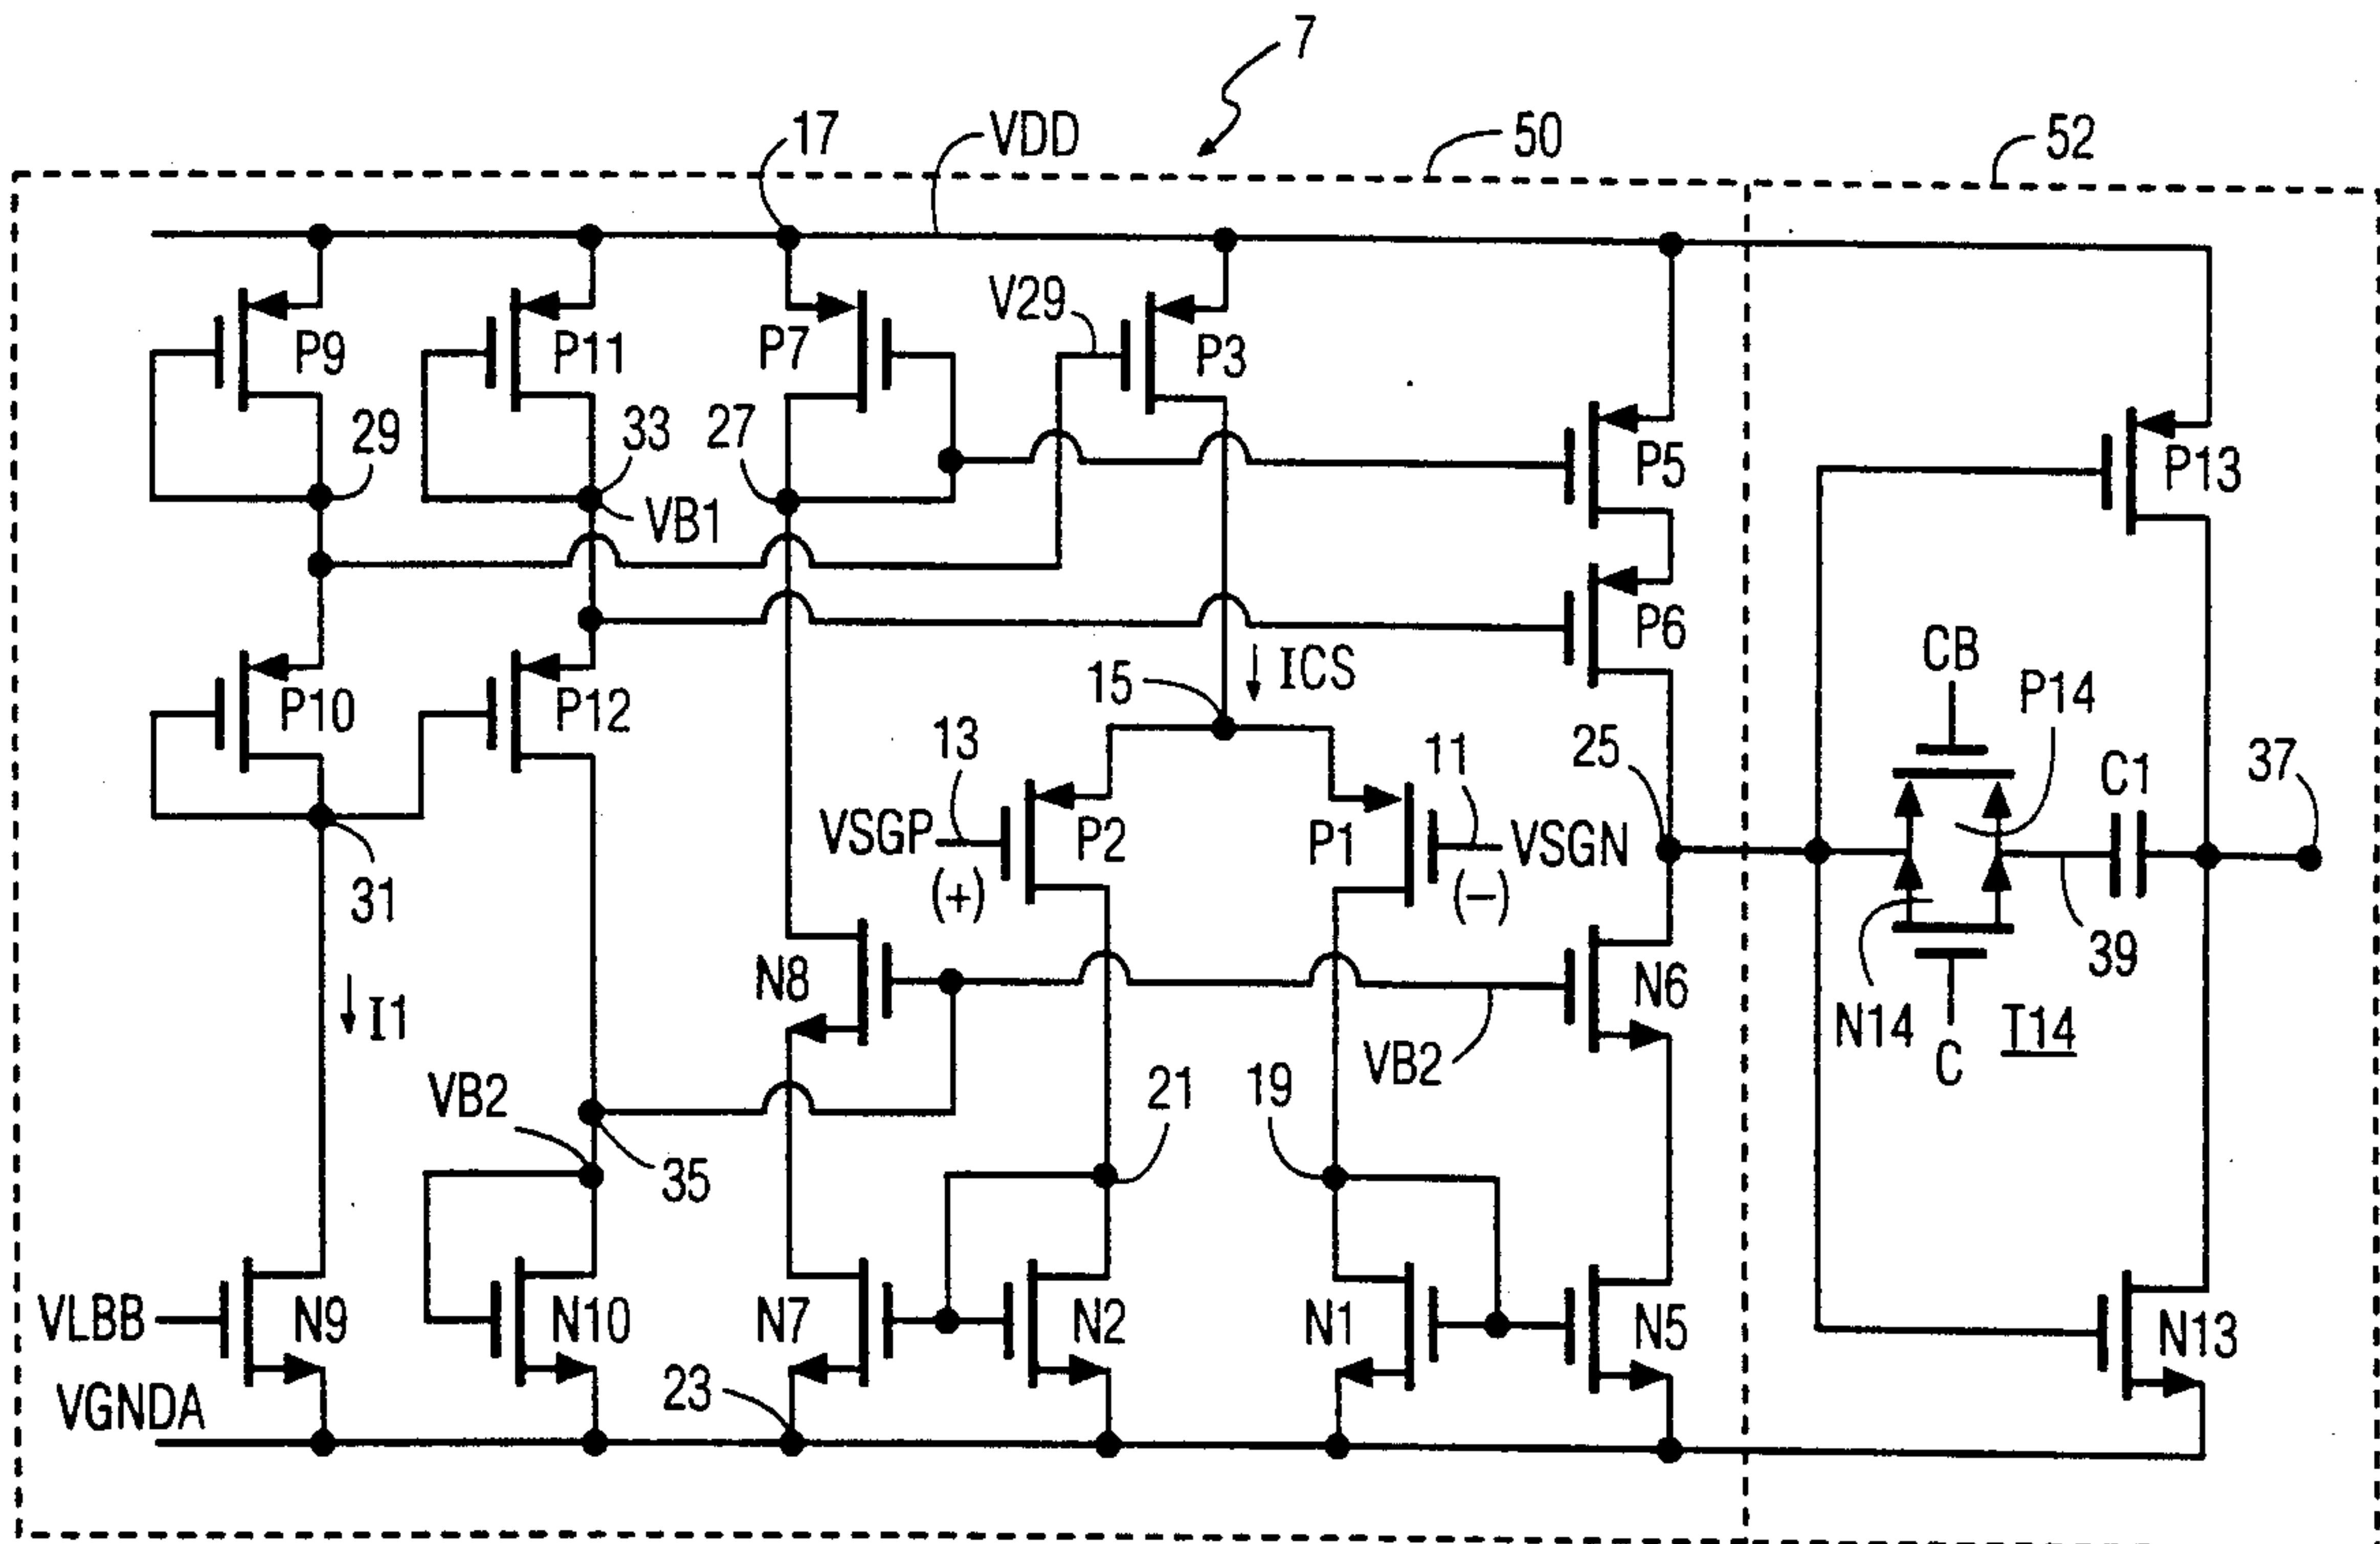 7
17
VDD
50
52
V29
P9
P11
P7
P3
29
33
27
P5
P13
VB1
P6
CB
ICS
15
P14
P10
P12
13
11
25
C1
37
VSGP
P2
P1
VSGN
(+)
(-)
31
39
N8
N6
I1
N14
T14
VB2
C
VB2
21
19
35
VLBB
N9
N10
N7
N2
N1
N5
N13
23
VGNDA